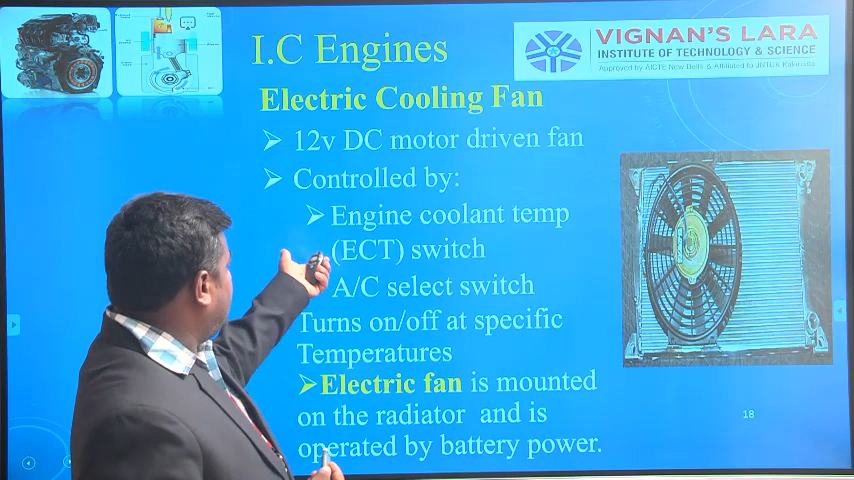 I.C Engines
VIGNAN'S LARA
INSTITUTE OF TECHNOLOGY & SCIENCE
Approved by AICTE New Delhi & Affiliated to JNTUK Kakinada
Electric Cooling Fan
➢ 12v DC motor driven fan
➢ Controlled by:
➢ Engine coolant temp
(ECT) switch
A/C select switch
Turns on/off at specific
Temperatures
➢Electric fan is mounted
on the radiator and is
operated by battery power.
18